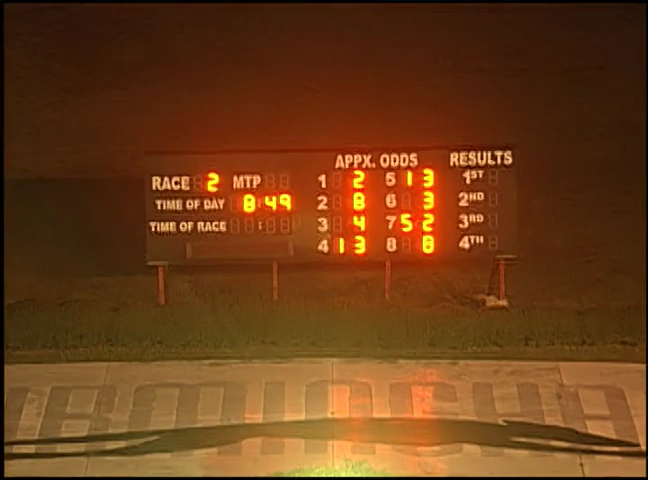 APPX. ODDS RESULTS
RACE 2 MTP 1 2 5 13 1ST
TIME OF DAY 8:49 2 8 6 3 2ND
TIME OF RACE : 3 4 7 52 3RD
4 13 8 8 4TH